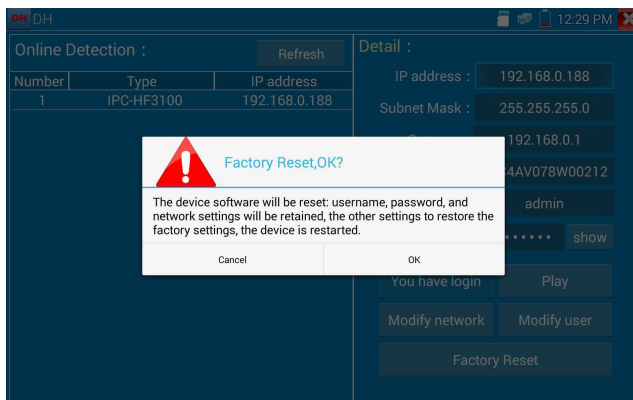 DH DH
12:29 PM
Online Detection :
Refresh
Number Type IP address
1 IPC-HF3100 192.168.0.188
Detail :
IP address : 192.168.0.188
Subnet Mask : 255.255.255.0
192.168.0.1
4AV078W00212
admin
show
You have login Play
Modify network Modify user
Factory Reset
Factory Reset,OK?
The device software will be reset: username, password, and
network settings will be retained, the other settings to restore the
factory settings, the device is restarted.
Cancel OK